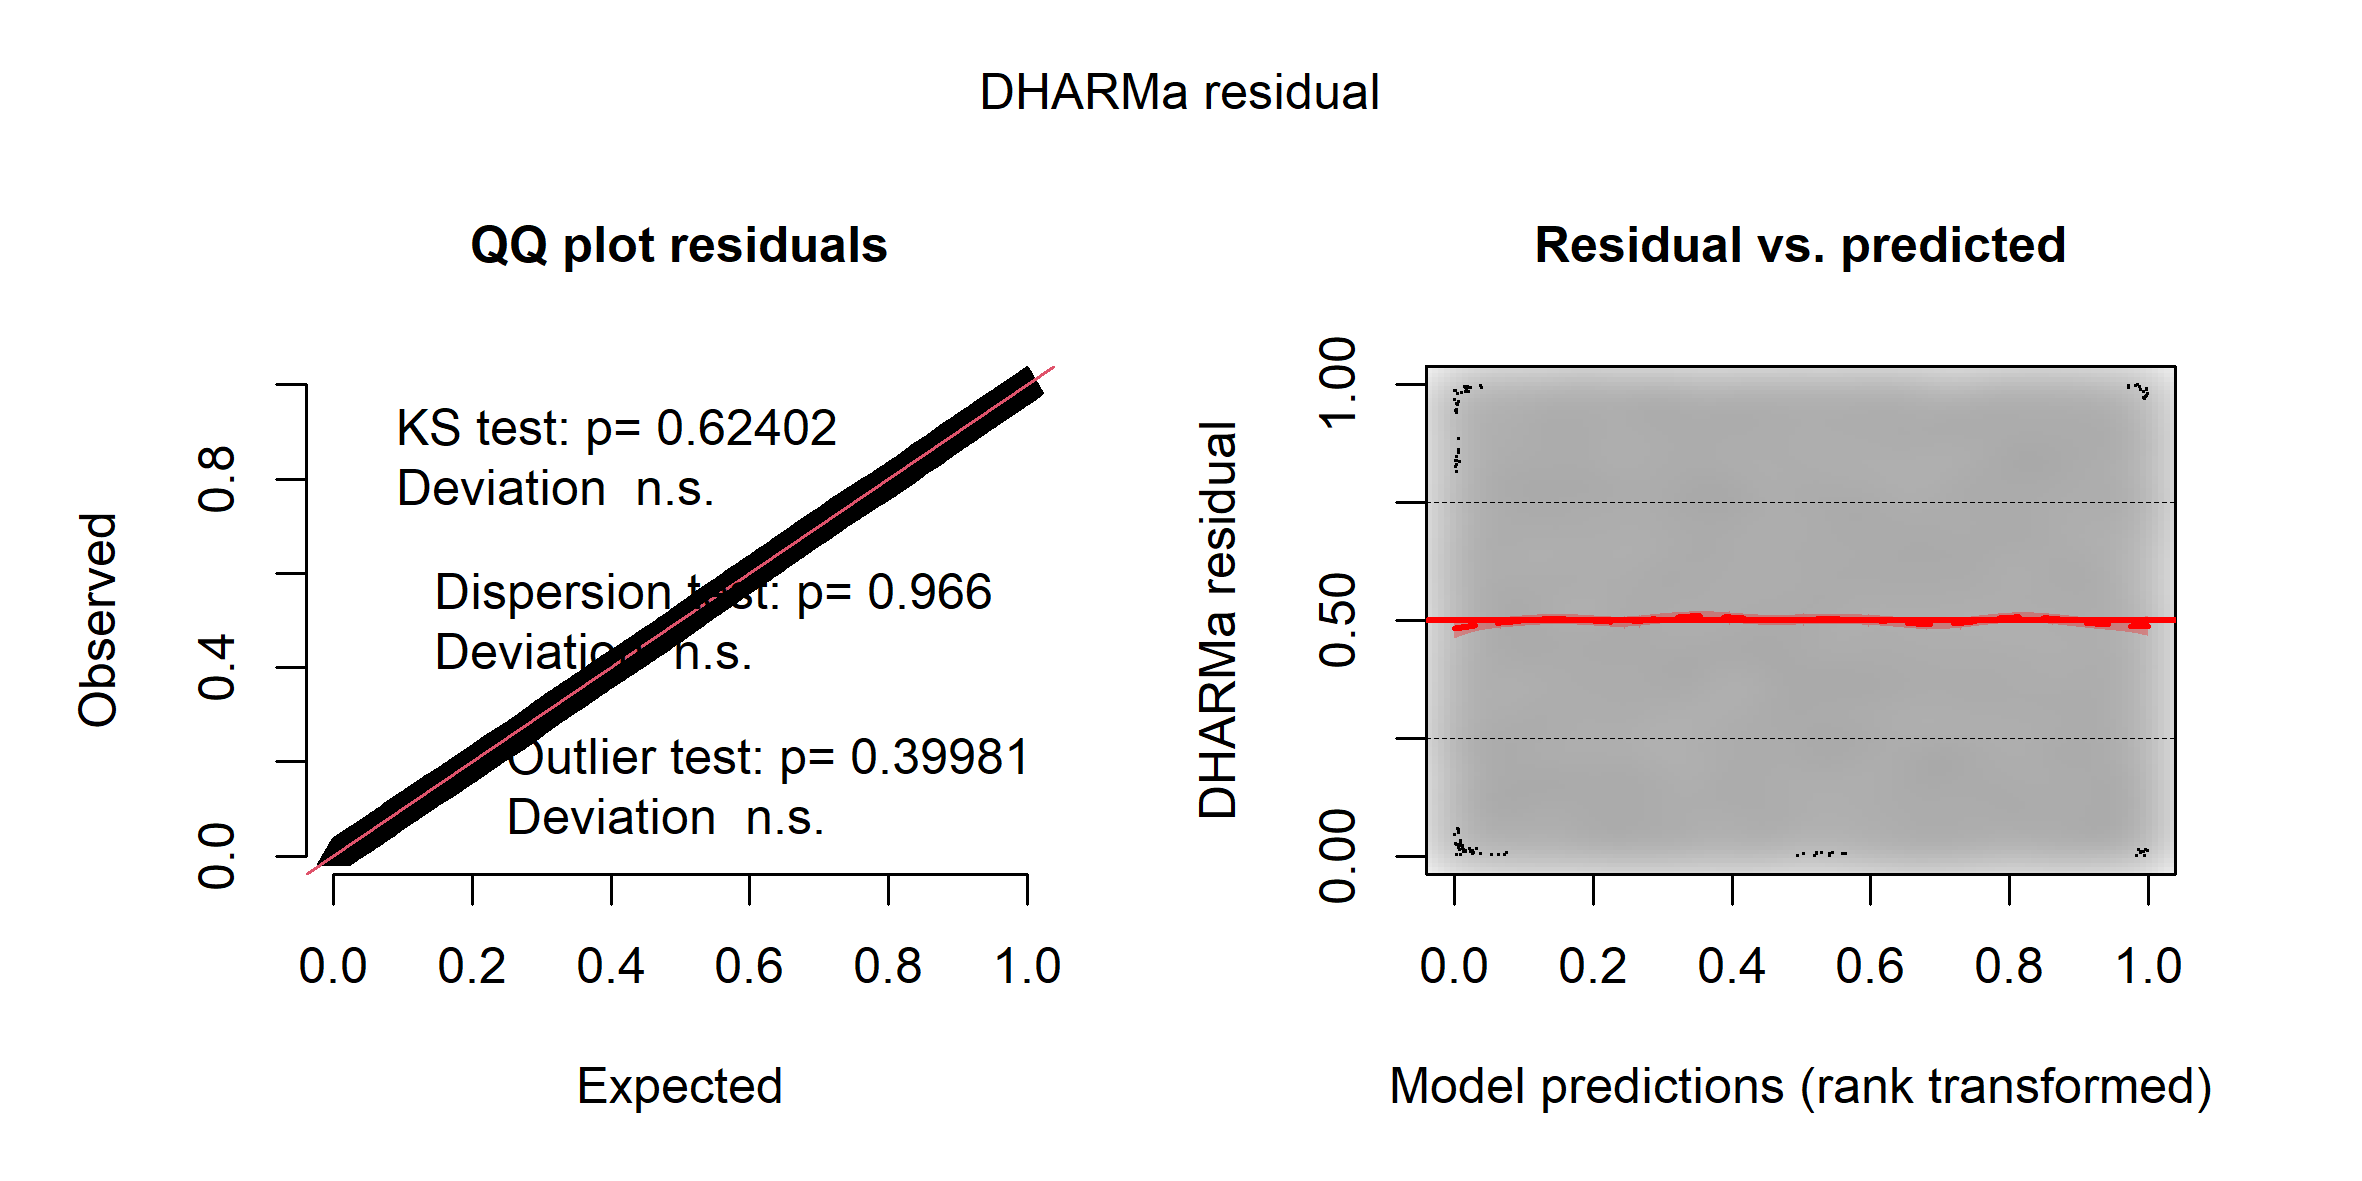 DHARMa residual
QQ plot residuals
KS test: p= 0.62402
Deviation n.s.
Dispersion test: p= 0.966
Deviation n.s.
Outlier test: p= 0.39981
Deviation n.s.
Observed
0.0
0.4
0.8
0.0 0.2 0.4 0.6 0.8 1.0
Expected
Residual vs. predicted
DHARMa residual
0.00
0.50
1.00
0.0 0.2 0.4 0.6 0.8 1.0
Model predictions (rank transformed)